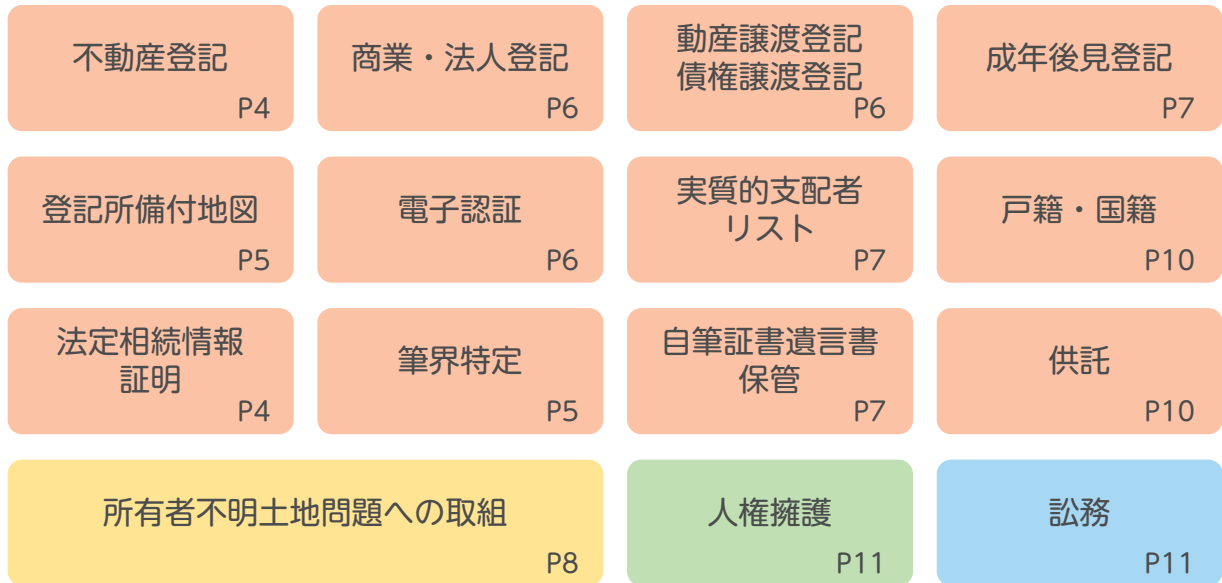 不動産登記
P4
商業・法人登記
P6
動産譲渡登記
債権譲渡登記
P6
成年後見登記
P7
登記所備付地図
P5
電子認証
P6
実質的支配者
リスト
P7
戸籍・国籍
P10
法定相続情報
証明
P4
筆界特定
P5
自筆証書遺言書
保管
P7
供託
P10
所有者不明土地問題への取組
P8
人権擁護
P11
訟務
P11